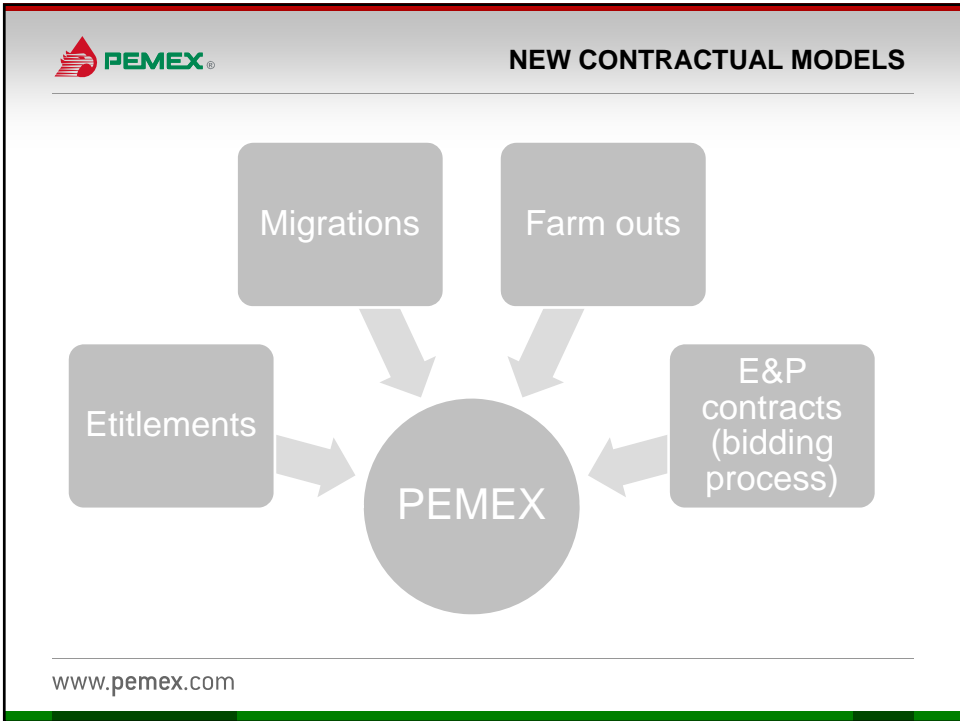 PEMEX ®
NEW CONTRACTUAL MODELS
Migrations
Farm outs
Etitlements
E&P
contracts
(bidding
process)
PEMEX
www.pemex.com